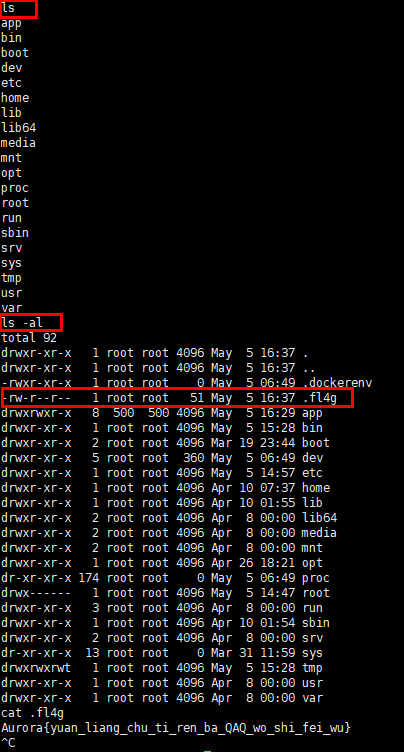 ls
app
bin
boot
dev
etc
home
lib
lib64
media
mnt
opt
proc
root
run
sbin
srv
sys
tmp
usr
var
ls -al
total 92
drwxr-xr-x   1 root root 4096 May  5 16:37 .
drwxr-xr-x   1 root root 4096 May  5 16:37 ..
-rwxr-xr-x   1 root root    0 May  5 06:49 .dockerenv
-rw-r--r--   1 root root   51 May  5 16:37 .fl4g
drwxrwxr-x   8  500  500 4096 May  5 16:29 app
drwxr-xr-x   1 root root 4096 May  5 15:28 bin
drwxr-xr-x   2 root root 4096 Mar 19 23:44 boot
drwxr-xr-x   5 root root  360 May  5 06:49 dev
drwxr-xr-x   1 root root 4096 May  5 14:57 etc
drwxr-xr-x   1 root root 4096 Apr 10 07:37 home
drwxr-xr-x   1 root root 4096 Apr 10 01:55 lib
drwxr-xr-x   2 root root 4096 Apr  8 00:00 lib64
drwxr-xr-x   2 root root 4096 Apr  8 00:00 media
drwxr-xr-x   2 root root 4096 Apr  8 00:00 mnt
drwxr-xr-x   1 root root 4096 Apr 26 18:21 opt
dr-xr-xr-x 174 root root    0 May  5 06:49 proc
drwx------   1 root root 4096 May  5 14:47 root
drwxr-xr-x   3 root root 4096 Apr  8 00:00 run
drwxr-xr-x   1 root root 4096 Apr 10 01:54 sbin
drwxr-xr-x   2 root root 4096 Apr  8 00:00 srv
dr-xr-xr-x  13 root root    0 Mar 31 11:59 sys
drwxrwxrwt   1 root root 4096 May  5 15:28 tmp
drwxr-xr-x   1 root root 4096 Apr  8 00:00 usr
drwxr-xr-x   1 root root 4096 Apr  8 00:00 var
cat .fl4g
Aurora{yuan_liang_chu_ti_ren_ba_QAQ_wo_shi_fei_wu}
^C